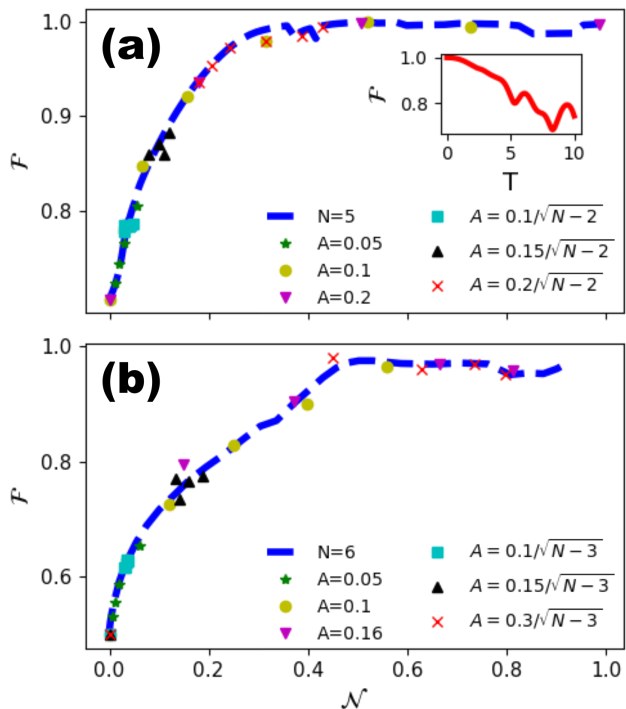 (a)
1.0
0.9
0.8
ℱ
1.0
0.8
ℱ
0 5 10
T
N=5
A=0.05
A=0.1
A=0.2
A = 0.1/√N − 2
A = 0.15/√N − 2
A = 0.2/√N − 2
(b)
1.0
0.8
0.6
ℱ
N=6
A=0.05
A=0.1
A=0.16
A = 0.1/√N − 3
A = 0.15/√N − 3
A = 0.3/√N − 3
0.0 0.2 0.4 0.6 0.8 1.0
𝒩